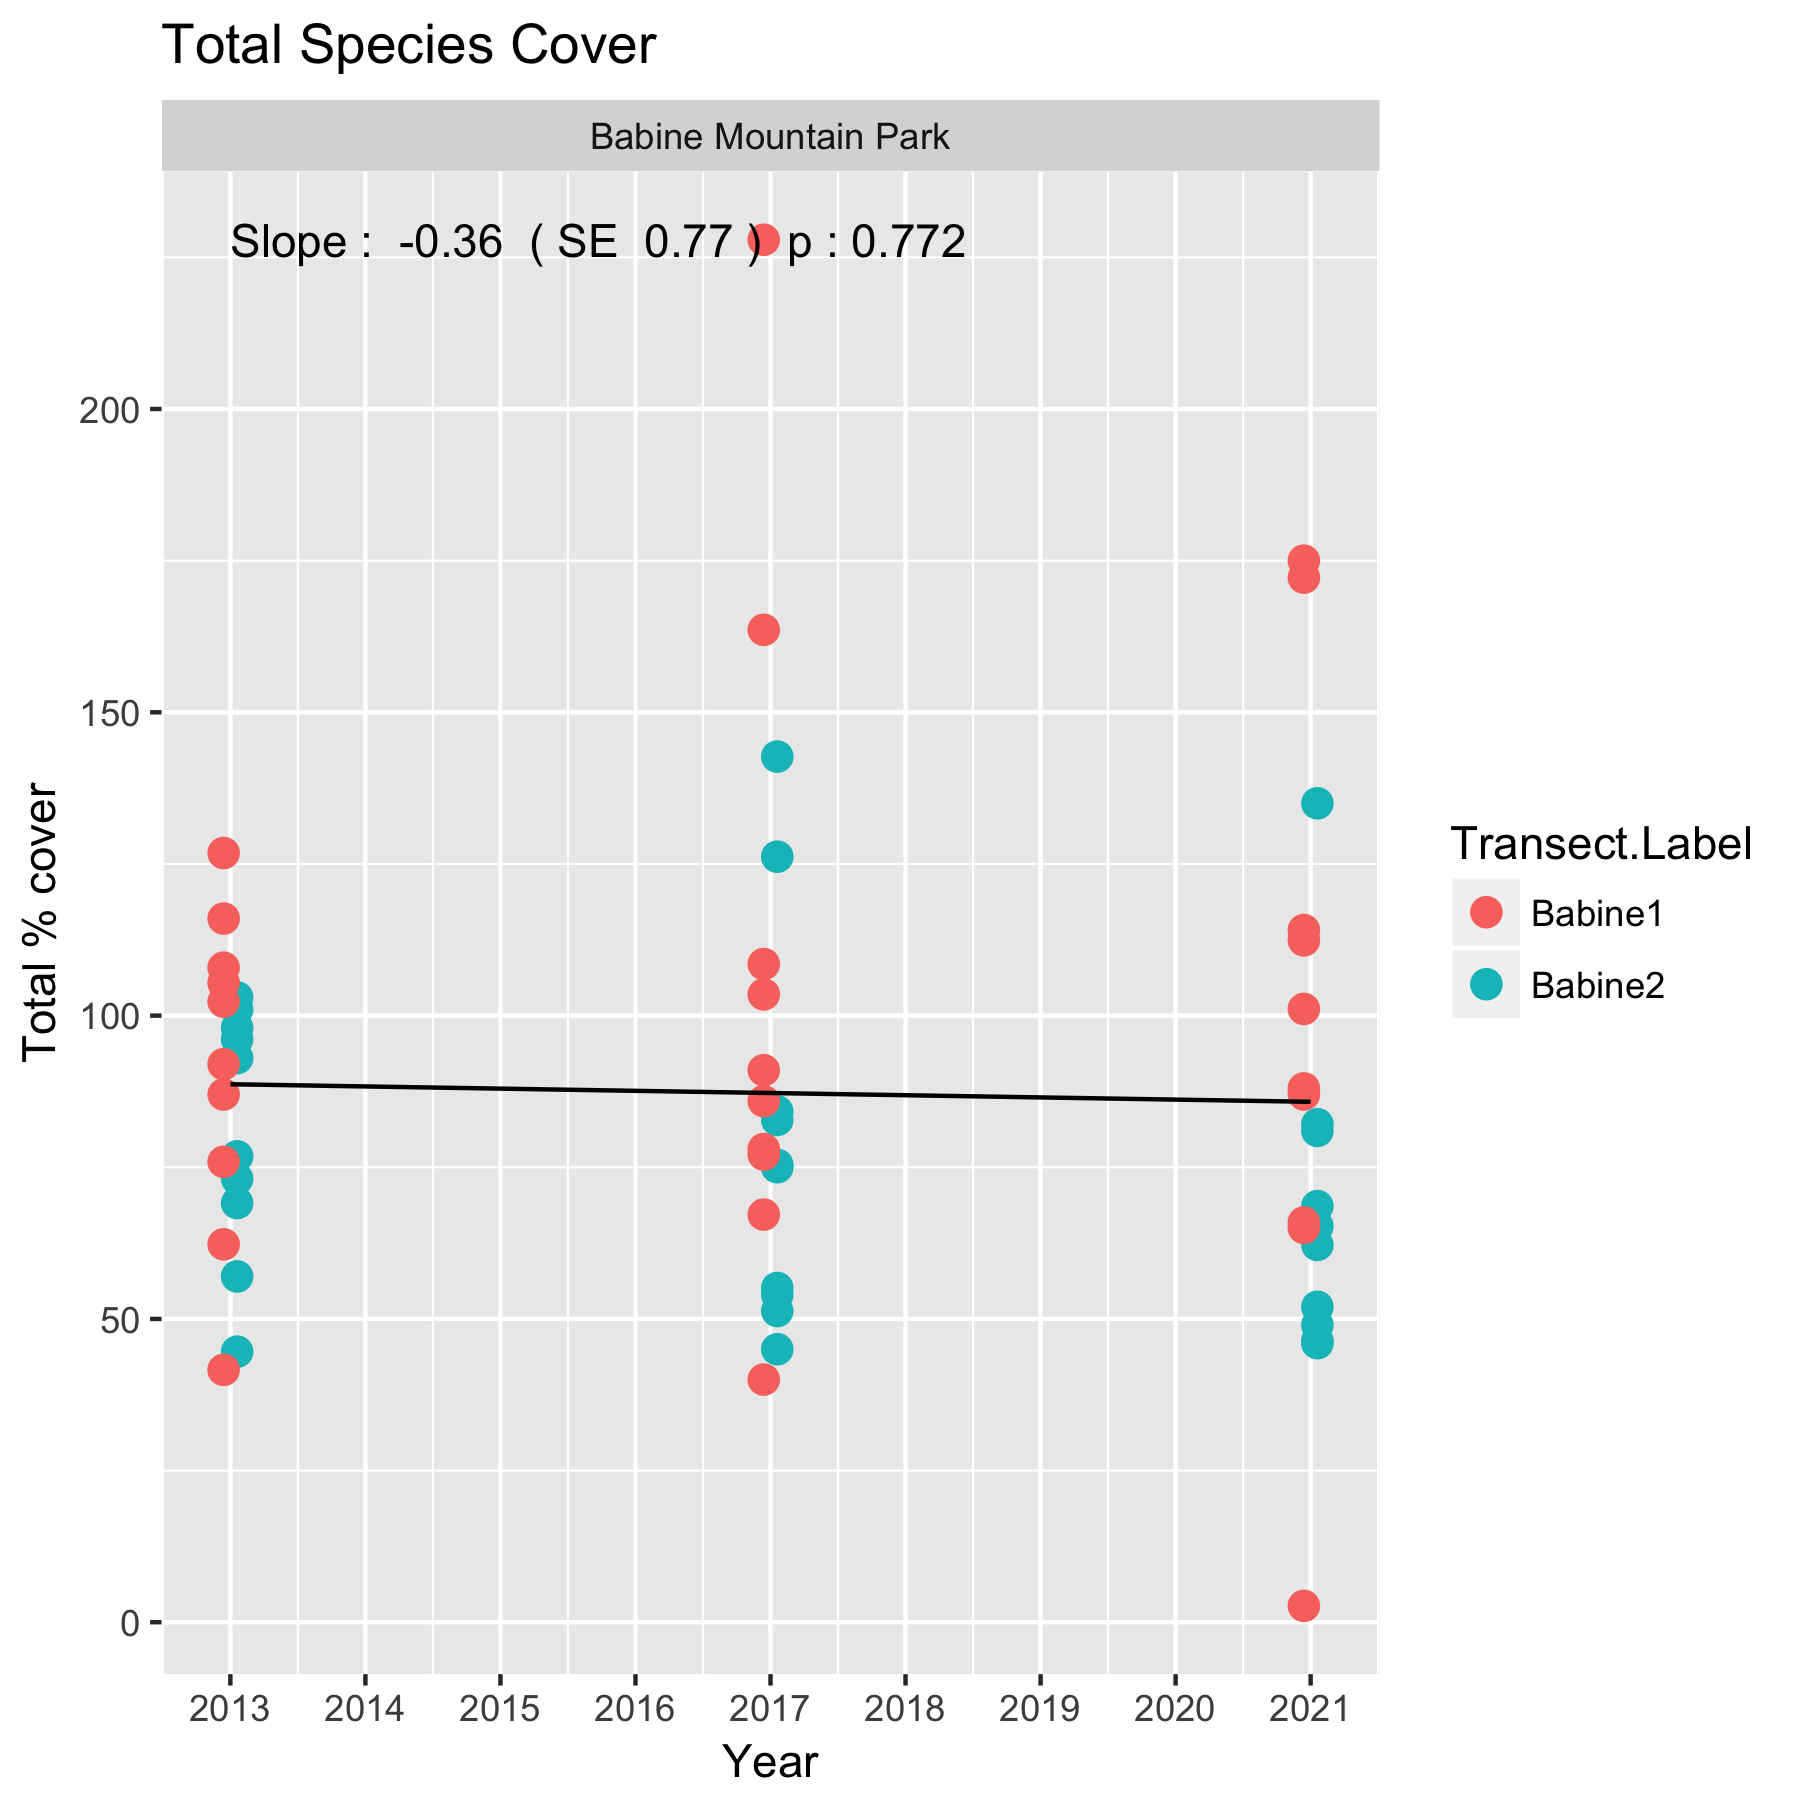 Total Species Cover
Babine Mountain Park
Slope : -0.36 ( SE 0.77 ) p : 0.772
200
150
100
50
0
Total % cover
2013 2014 2015 2016 2017 2018 2019 2020 2021
Year
Transect.Label
Babine1
Babine2